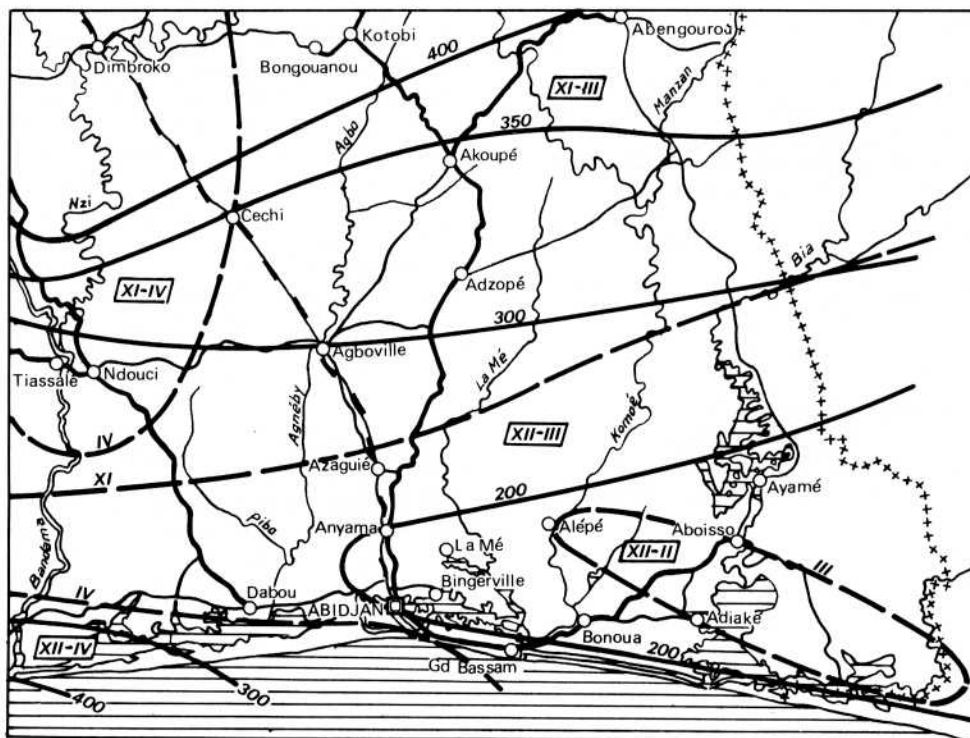 Kotobi
Abengourou
Dimbroko
Bongouanou
400
XI-III
Manzan
350
Agbo
Akoupé
Nzi
Cechi
Bia
Adzopé
XI-IV
300
Agboville
Tiassalé
Ndouci
La Mé
Komoé
Agnéby
XII-III
IV
XI
Azaguié
200
Ayamé
Anyama
Alépé
Aboisso
Piba
La Mé
XII-II
III
Bandama
Bingerville
IV
Dabou
ABIDJAN
Bonoua
Adiaké
XII-IV
Gd Bassam
200
300
400